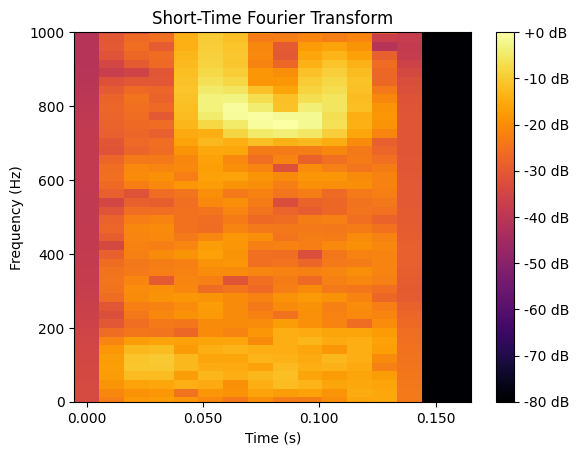 Short-Time Fourier Transform
1000
800
600
400
200
0
Frequency (Hz)
0.000
0.050
0.100
0.150
Time (s)
+0 dB
-10 dB
-20 dB
-30 dB
-40 dB
-50 dB
-60 dB
-70 dB
-80 dB